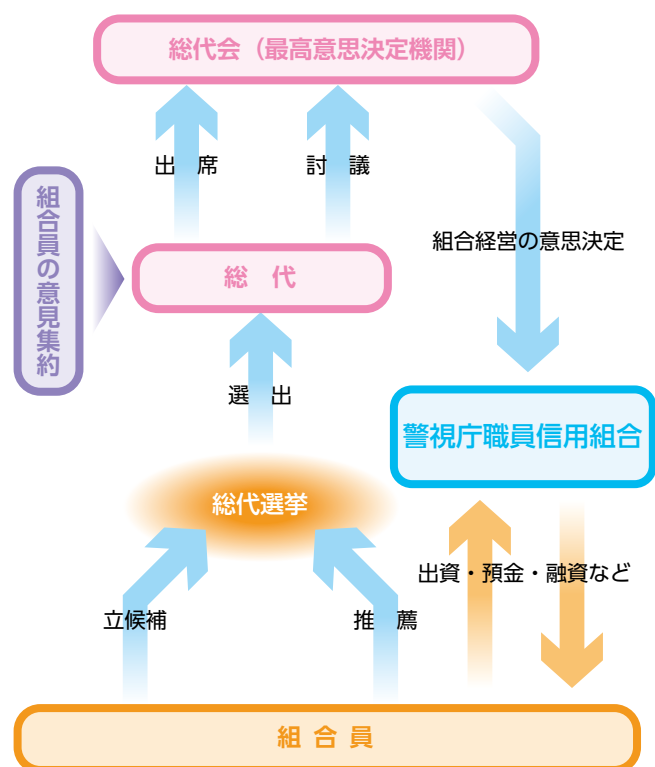 総代会（最高意思決定機関）
出　席
討　議
組合員の意見集約
組合経営の意思決定
総　代
選　出
警視庁職員信用組合
総代選挙
出資・預金・融資など
立候補
推　薦
組 合 員